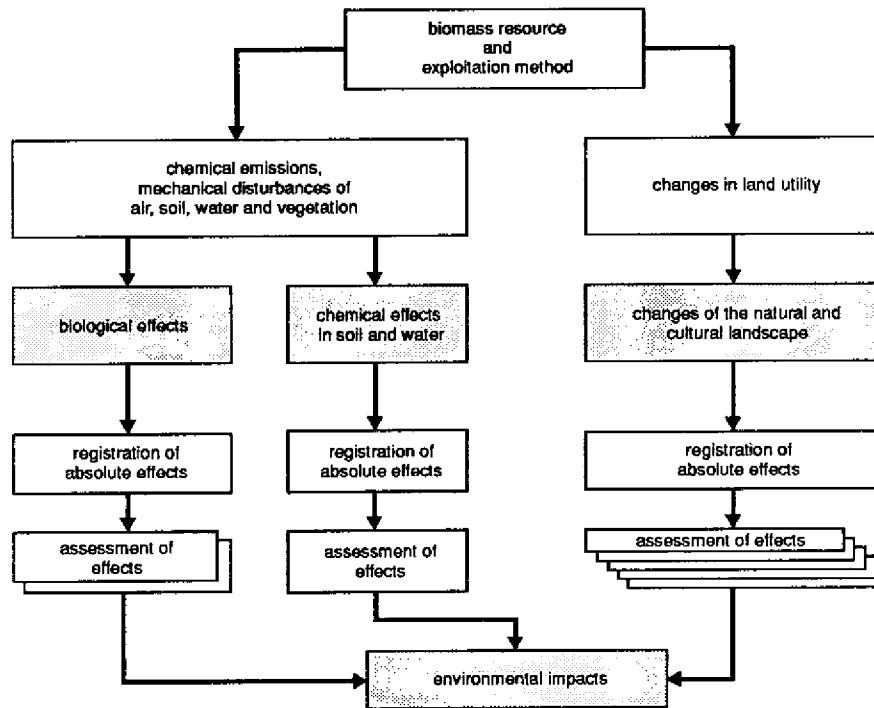 biomass resource
and
exploitation method
chemical emissions,
mechanical disturbances of
air, soil, water and vegetation
changes in land utility
biological effects
chemical effects
in soil and water
changes of the natural and
cultural landscape
registration of
absolute effects
registration of
absolute effects
registration of
absolute effects
assessment of
effects
assessment of
effects
assessment of effects
environmental impacts